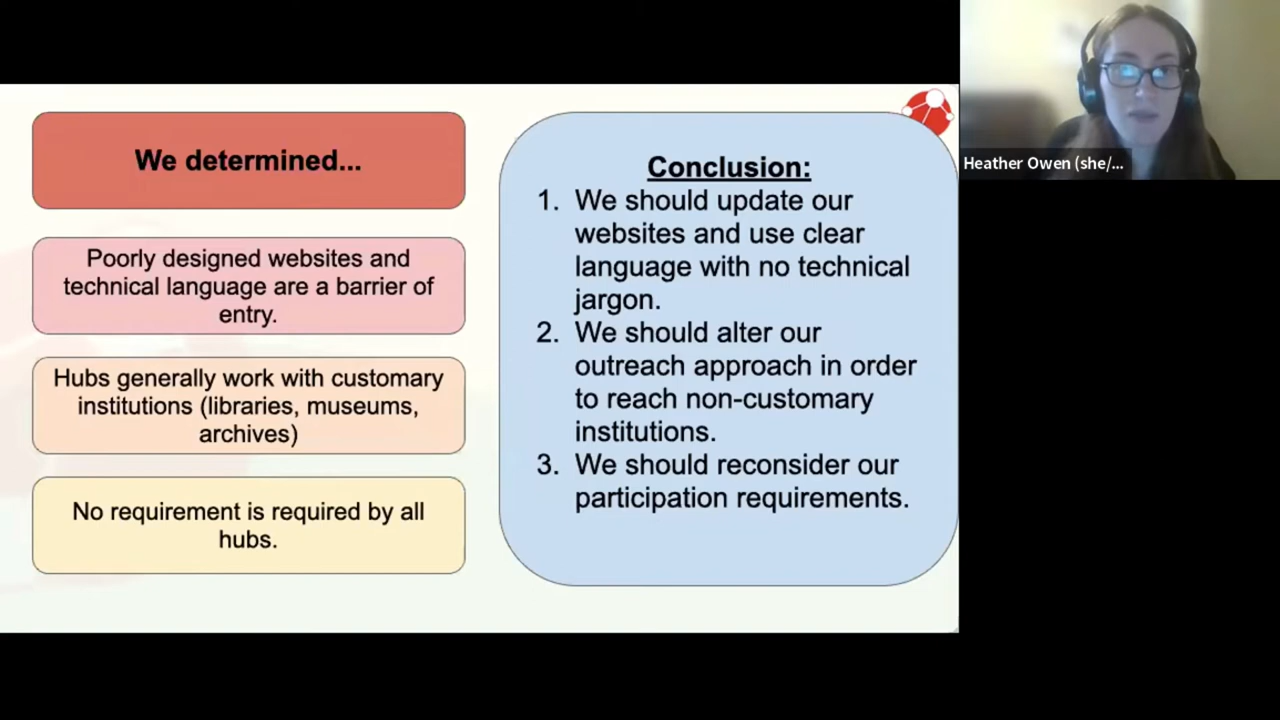 We determined...
Poorly designed websites and
technical language are a barrier of
entry.
Hubs generally work with customary
institutions (libraries, museums,
archives)
No requirement is required by all
hubs.
Conclusion:
1. We should update our
websites and use clear
language with no technical
jargon.
2. We should alter our
outreach approach in order
to reach non-customary
institutions.
3. We should reconsider our
participation requirements.
Heather Owen (she/...